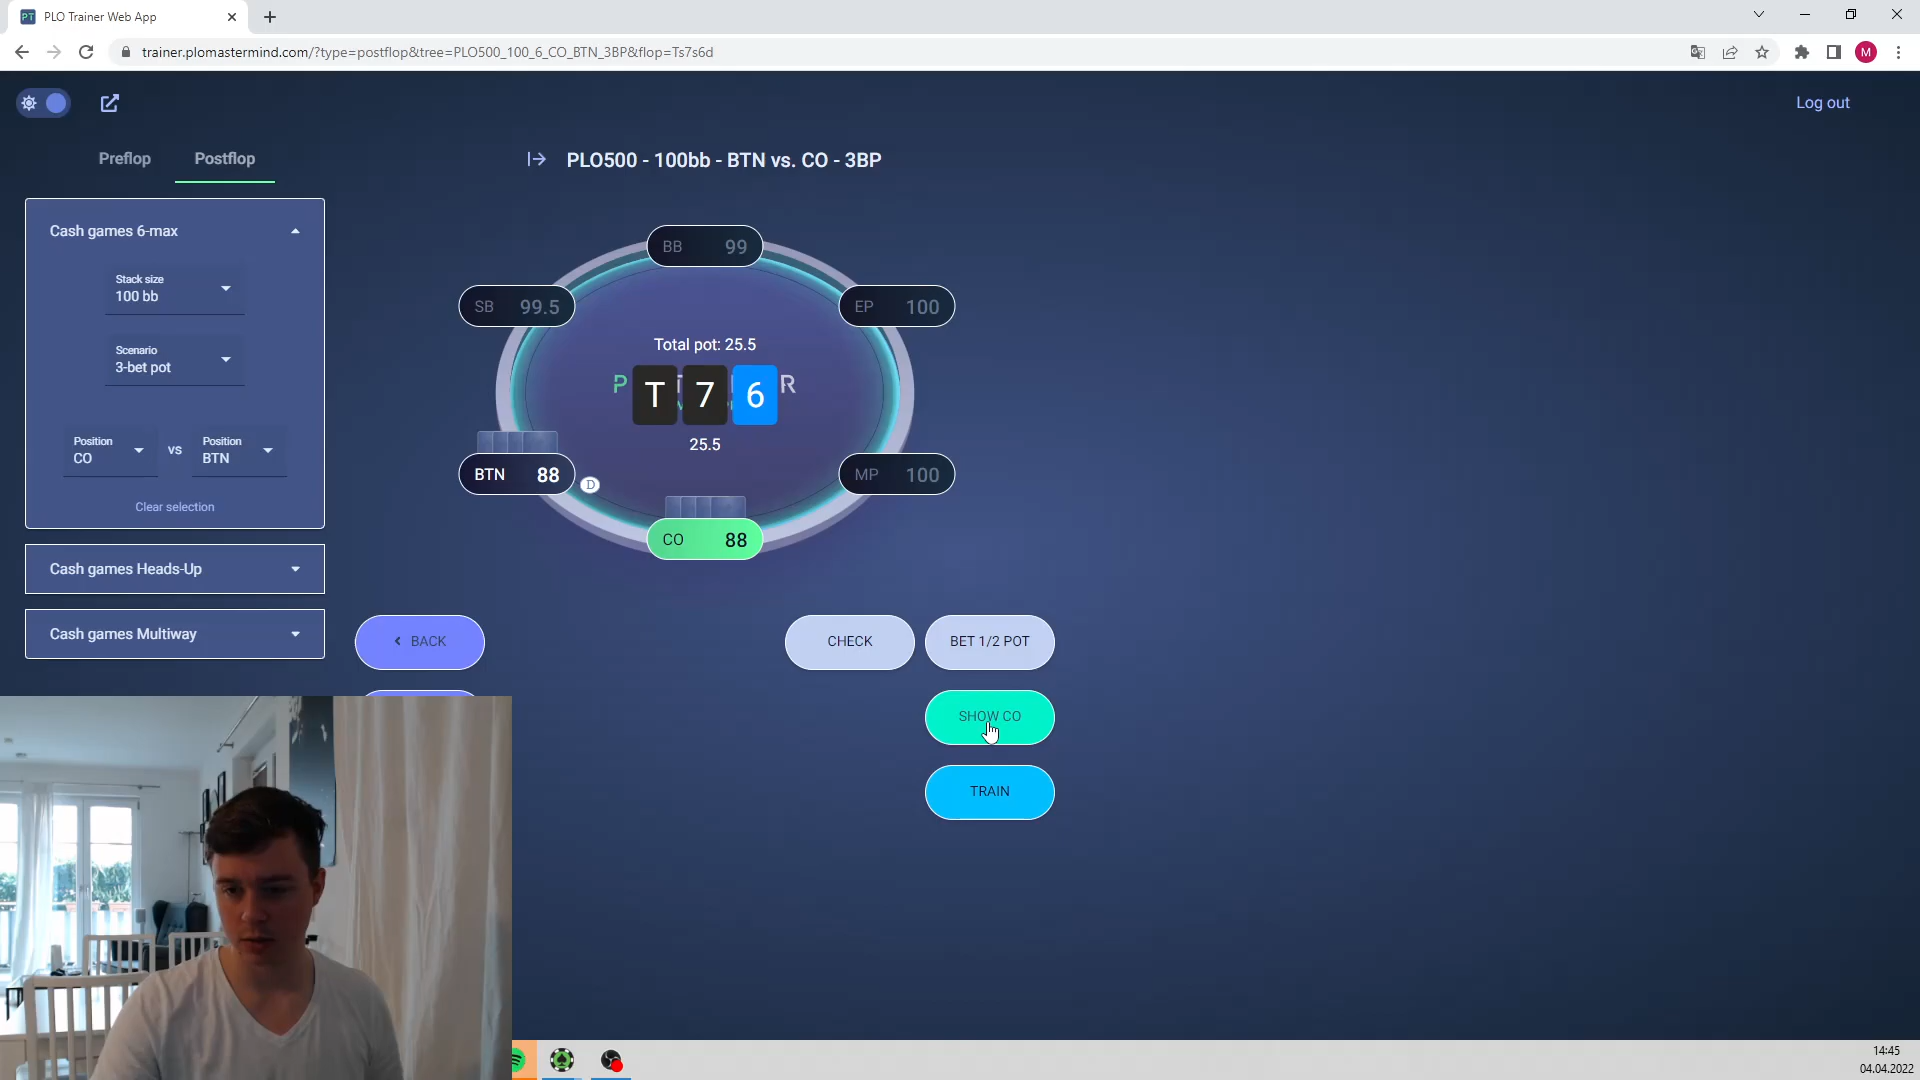 PT PLO Trainer Web App
trainer.plomastermind.com/?type=postflop&tree=PLO500_100_6_CO_BTN_3BP&flop=Ts7s6d
M
Log out
Preflop Postflop
PLO500 - 100bb - BTN vs. CO - 3BP
Cash games 6-max
Stack size
100 bb
Scenario
3-bet pot
Position
CO
vs
Position
BTN
Clear selection
Cash games Heads-Up
Cash games Multiway
BB 99
SB 99.5
EP 100
Total pot: 25.5
P T 7 6 R
25.5
BTN 88
D
MP 100
CO 88
< BACK
CHECK
BET 1/2 POT
SHOW CO
TRAIN
14:45
04.04.2022